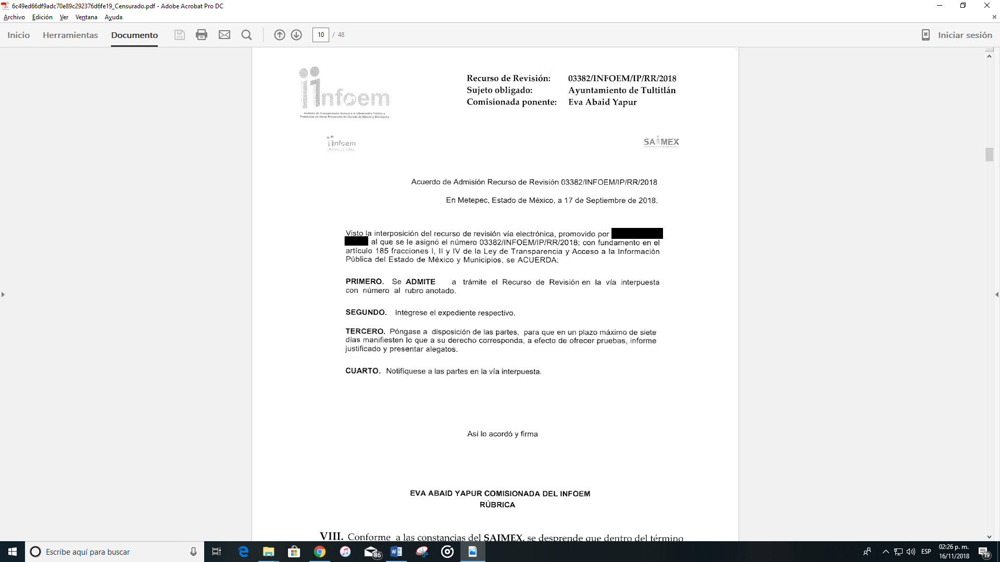 6c49ed66df9adc70e89c292376d6fe19_Censurado.pdf - Adobe Acrobat Pro DC
Archivo Edición Ver Ventana Ayuda
Inicio Herramientas Documento 10 / 48 Iniciar sesión
infoem
Instituto de Transparencia, Acceso a la Información Pública y
Protección de Datos Personales del Estado de México y Municipios
Recurso de Revisión: 03382/INFOEM/IP/RR/2018
Sujeto obligado: Ayuntamiento de Tultitlán
Comisionada ponente: Eva Abaid Yapur
infoem
SAIMEX
Acuerdo de Admisión Recurso de Revisión 03382/INFOEM/IP/RR/2018
En Metepec, Estado de México, a 17 de Septiembre de 2018.
Visto la interposición del recurso de revisión vía electrónica, promovido por
al que se le asignó el número 03382/INFOEM/IP/RR/2018; con fundamento en el
artículo 185 fracciones I, II y IV de la Ley de Transparencia y Acceso a la Información
Pública del Estado de México y Municipios, se ACUERDA:
PRIMERO. Se ADMITE a trámite el Recurso de Revisión en la vía interpuesta
con número al rubro anotado.
SEGUNDO. Intégrese el expediente respectivo.
TERCERO. Póngase a disposición de las partes, para que en un plazo máximo de siete
días manifiesten lo que a su derecho corresponda, a efecto de ofrecer pruebas, informe
justificado y presentar alegatos.
CUARTO. Notifíquese a las partes en la vía interpuesta.
Así lo acordó y firma
EVA ABAID YAPUR COMISIONADA DEL INFOEM
RÚBRICA
VIII. Conforme a las constancias del SAIMEX, se desprende que dentro del término
Escribe aquí para buscar
86
ESP
02:26 p. m.
16/11/2018
19